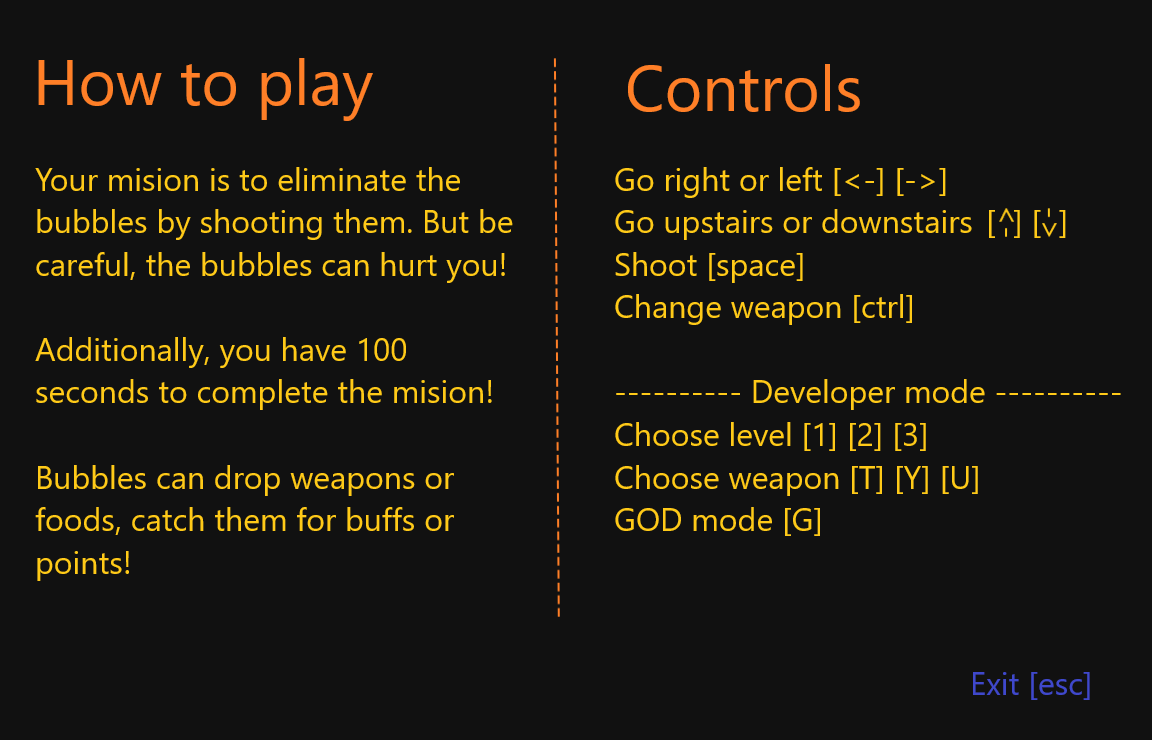 How to play
Your mision is to eliminate the
bubbles by shooting them. But be
careful, the bubbles can hurt you!
Additionally, you have 100
seconds to complete the mision!
Bubbles can drop weapons or
foods, catch them for buffs or
points!
Controls
Go right or left [<-] [->]
Go upstairs or downstairs [^¦] [¦v]
Shoot [space]
Change weapon [ctrl]
---------- Developer mode ----------
Choose level [1] [2] [3]
Choose weapon [T] [Y] [U]
GOD mode [G]
Exit [esc]